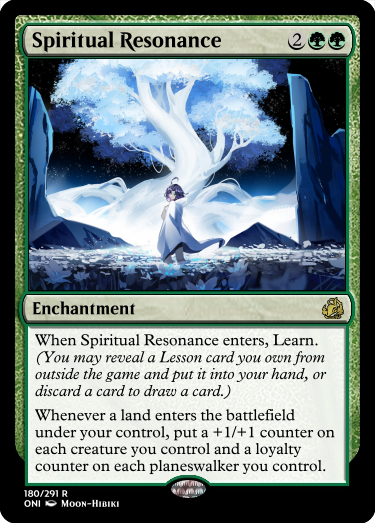 Spiritual Resonance 2
Enchantment
When Spiritual Resonance enters, Learn.
(You may reveal a Lesson card you own from
outside the game and put it into your hand, or
discard a card to draw a card.)
Whenever a land enters the battlefield
under your control, put a +1/+1 counter on
each creature you control and a loyalty
counter on each planeswalker you control.
180/291 R
ONI Moon-Hibiki